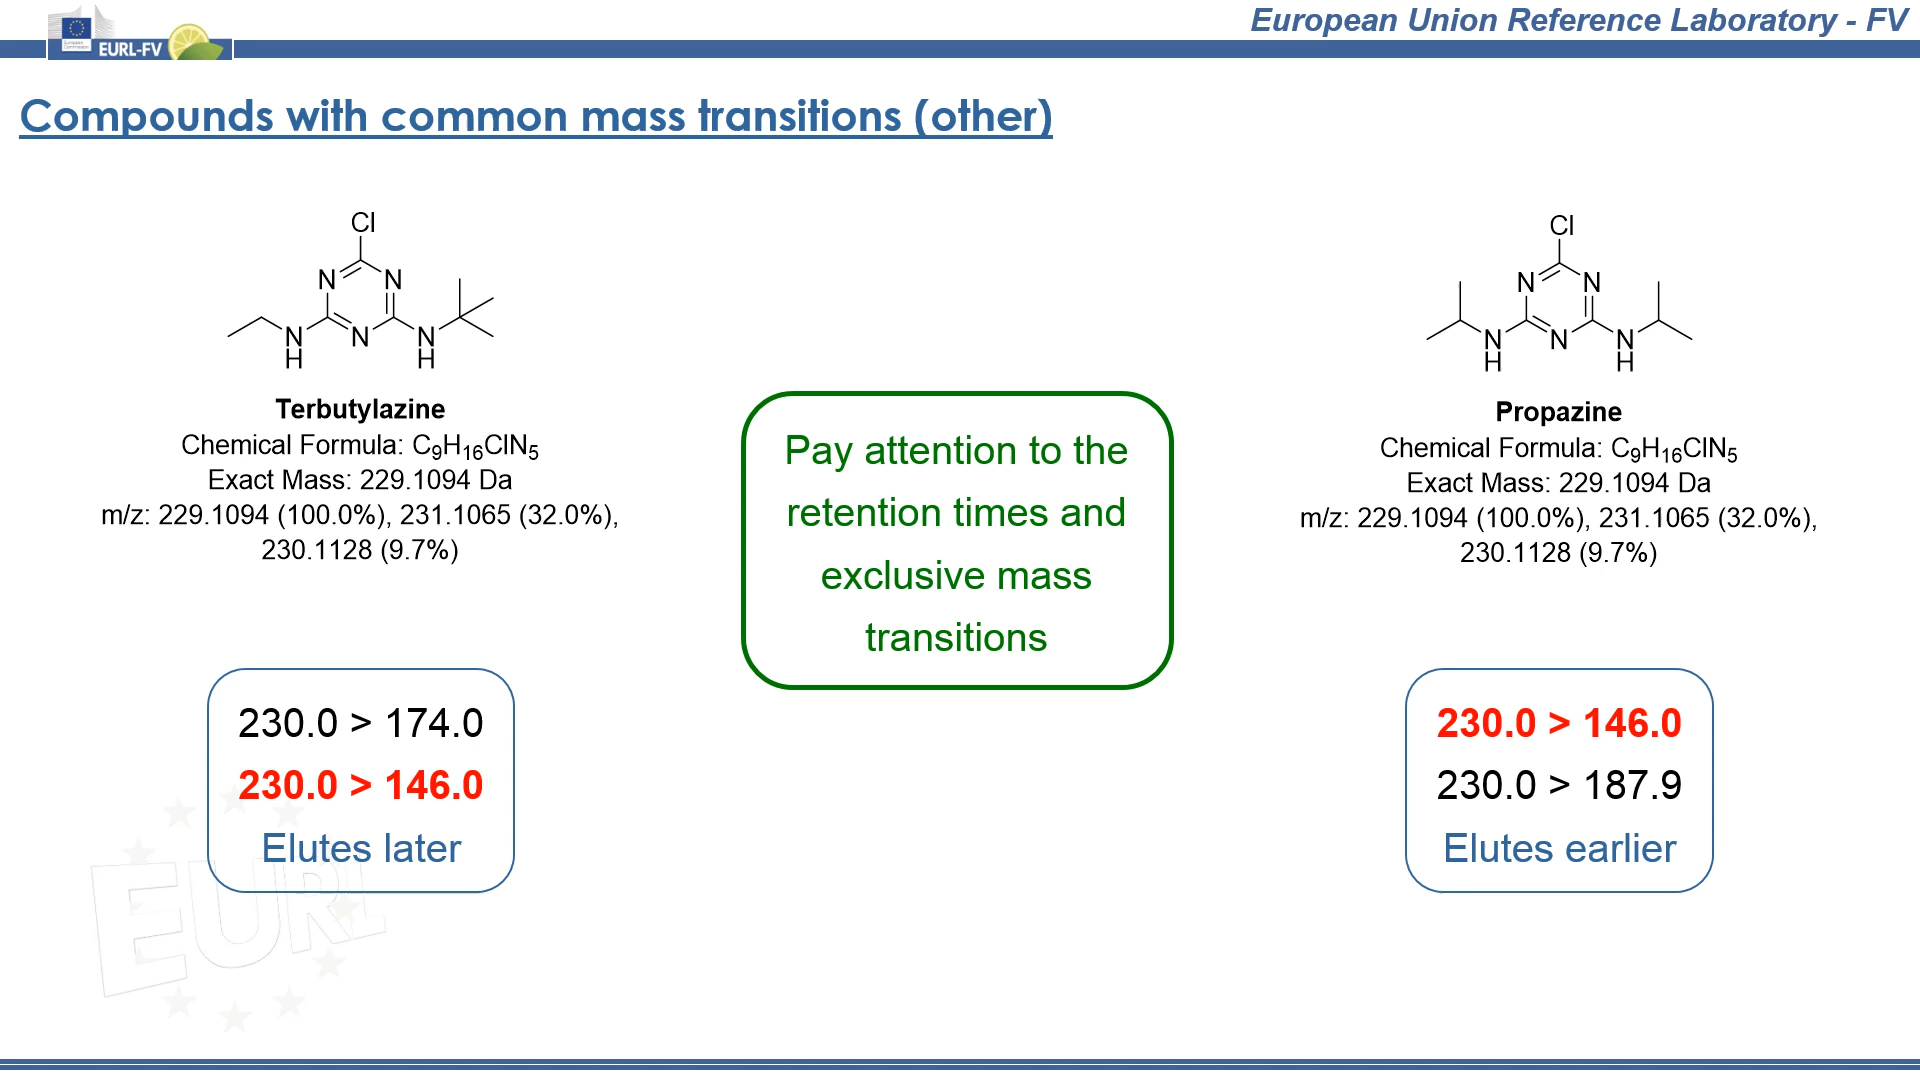 European Union Reference Laboratory - FV
European Commission
EURL-FV
Compounds with common mass transitions (other)
Cl
N N
N
N
H
N
H
Terbutylazine
Chemical Formula: C₉H₁₆ClN₅
Exact Mass: 229.1094 Da
m/z: 229.1094 (100.0%), 231.1065 (32.0%),
230.1128 (9.7%)
230.0 > 174.0
230.0 > 146.0
Elutes later
Pay attention to the
retention times and
exclusive mass
transitions
Cl
N N
N
N
H
N
H
Propazine
Chemical Formula: C₉H₁₆ClN₅
Exact Mass: 229.1094 Da
m/z: 229.1094 (100.0%), 231.1065 (32.0%),
230.1128 (9.7%)
230.0 > 146.0
230.0 > 187.9
Elutes earlier
EURL